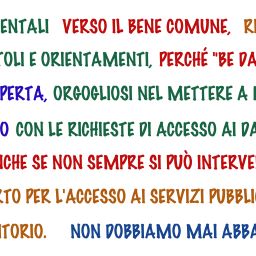 ENTALI VERSO IL BENE COMUNE,
TOLI E ORIENTAMENTI, PERCHÉ "BE DA
PERTA, ORGOGLIOSI NEL METTERE A
O CON LE RICHIESTE DI ACCESSO AI DA
ICHE SE NON SEMPRE SI PUÒ INTERVE
RTO PER L'ACCESSO AI SERVIZI PUBBLIC
ITORIO. NON DOBBIAMO MAI ABBA